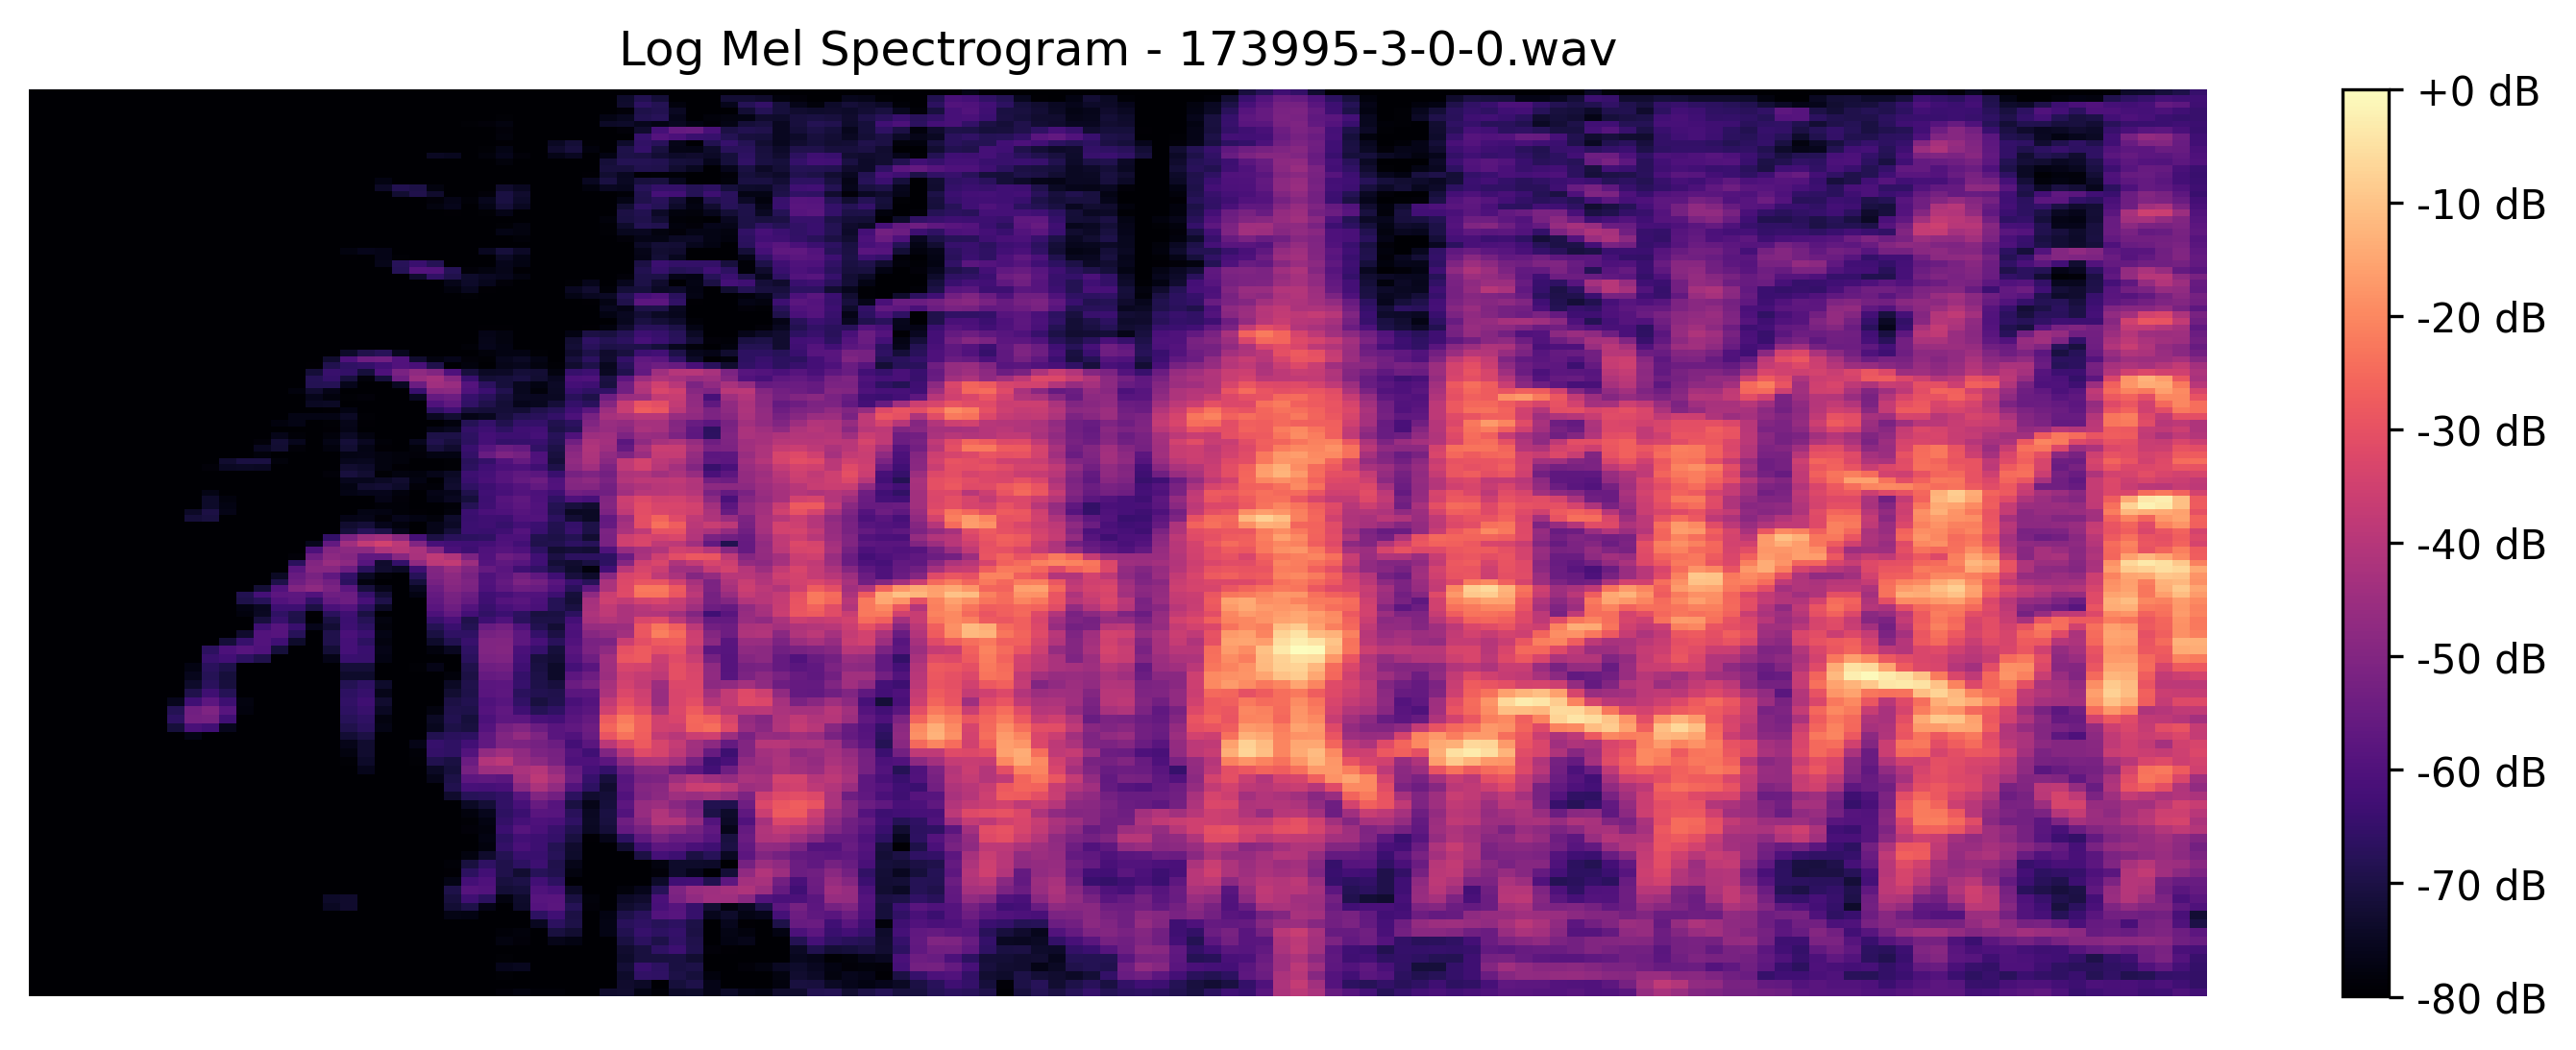 Log Mel Spectrogram - 173995-3-0-0.wav
+0 dB
-10 dB
-20 dB
-30 dB
-40 dB
-50 dB
-60 dB
-70 dB
-80 dB